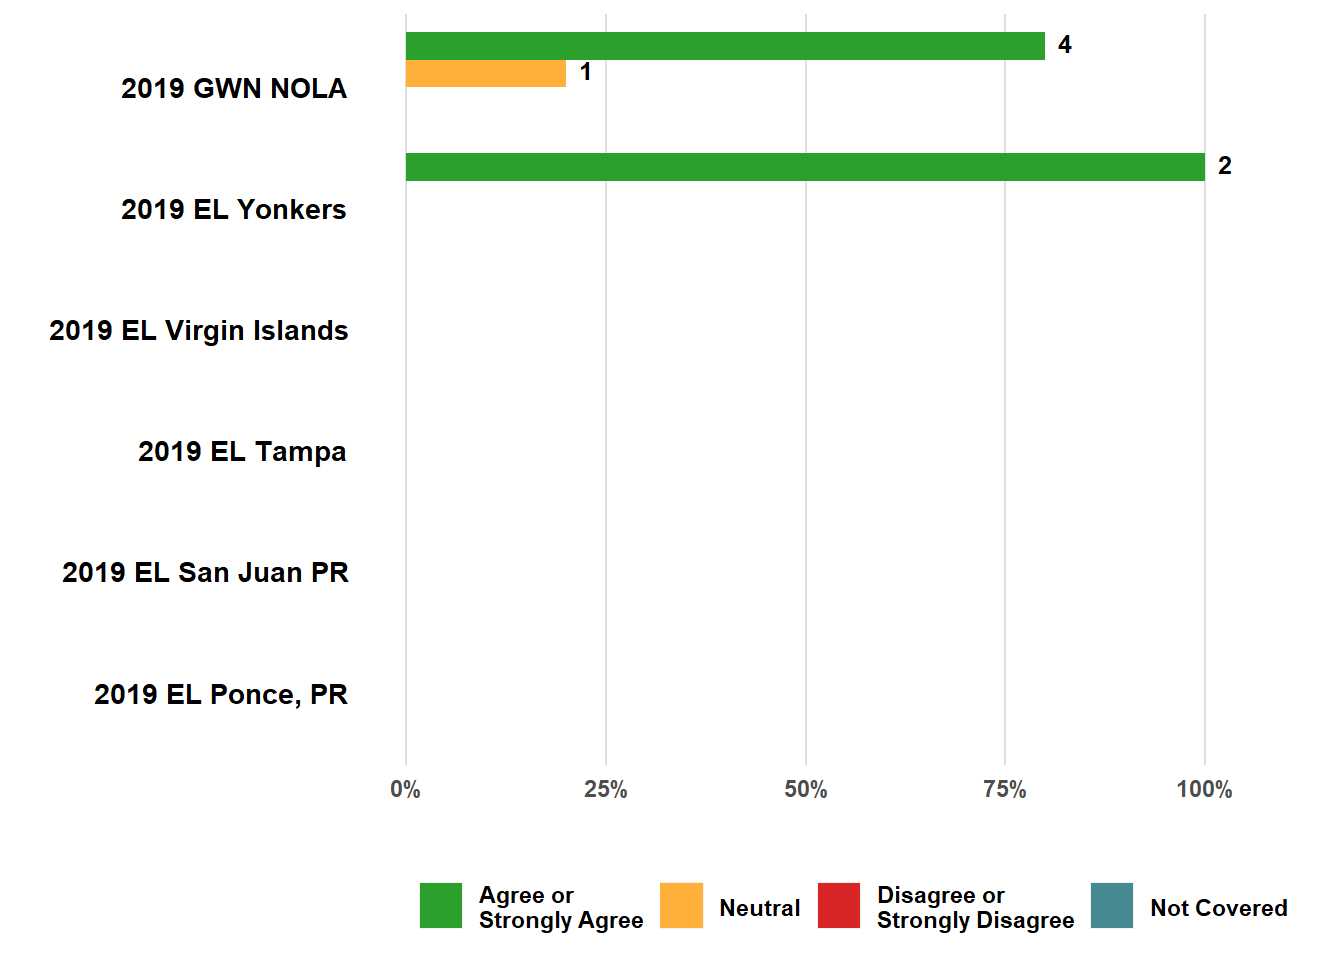 4
1
2019 GWN NOLA
2
2019 EL Yonkers
2019 EL Virgin Islands
2019 EL Tampa
2019 EL San Juan PR
2019 EL Ponce, PR
0% 25% 50% 75% 100%
Agree or
Strongly Agree
Neutral
Disagree or
Strongly Disagree
Not Covered